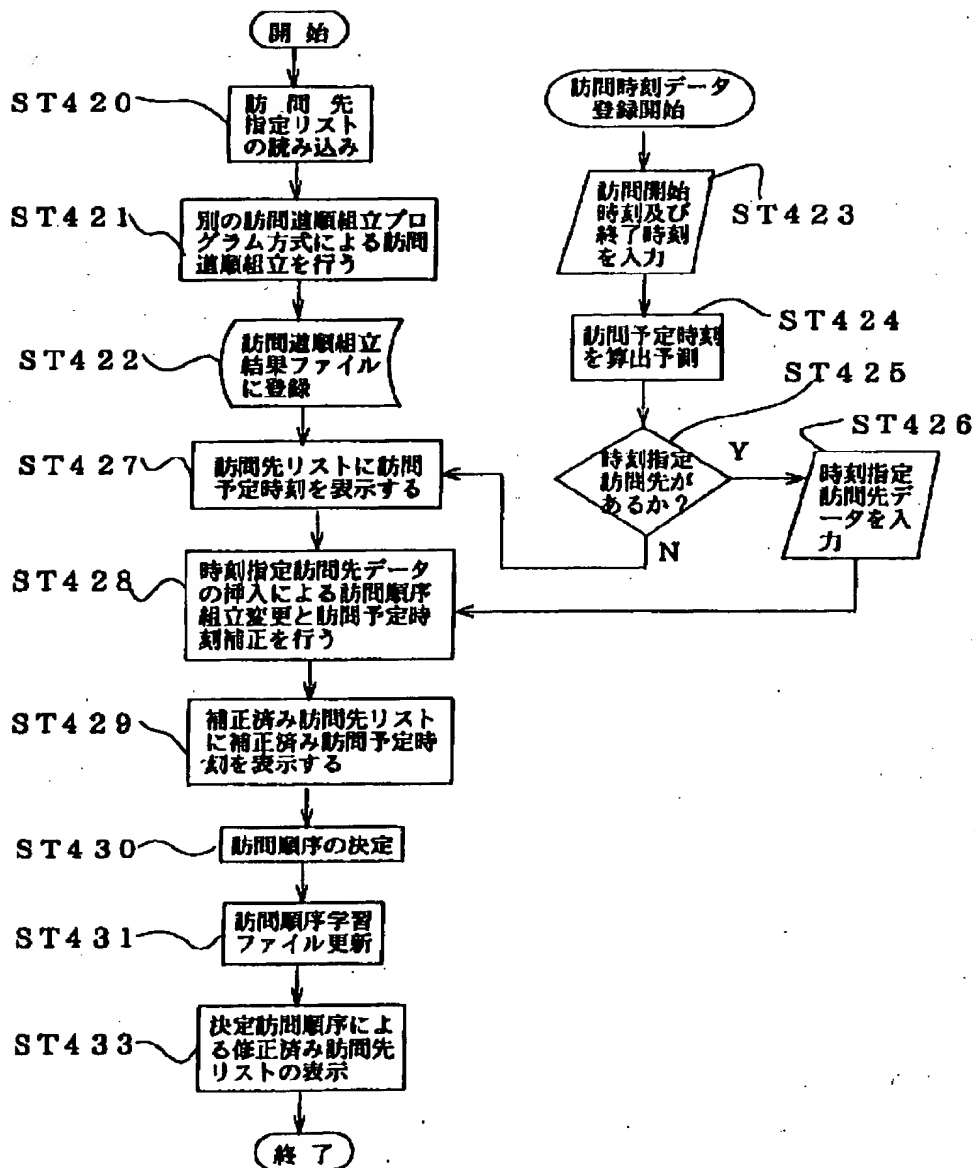 開 始
ST420
訪 問 先
指定リスト
の読み込み
ST421
別の訪問道順組立プロ
グラム方式による訪問
道順組立を行う
ST422
訪問道順組立
結果ファイル
に登録
ST427
訪問先リストに訪問
予定時刻を表示する
ST428
時刻指定訪問先データ
の挿入による訪問順序
組立変更と訪問予定時
刻補正を行う
ST429
補正済み訪問先リスト
に補正済み訪問予定時
刻を表示する
ST430
訪問順序の決定
ST431
訪問順序学習
ファイル更新
ST433
決定訪問順序によ
る修正済み訪問先
リストの表示
終 了
訪問時刻データ
登録開始
訪問開始
時刻及び
終了時刻
を入力
ST423
訪問予定時刻
を算出予測
ST424
ST425
時刻指定
訪問先が
あるか?
Y
N
ST426
時刻指定
訪問先デ
ータを入
力